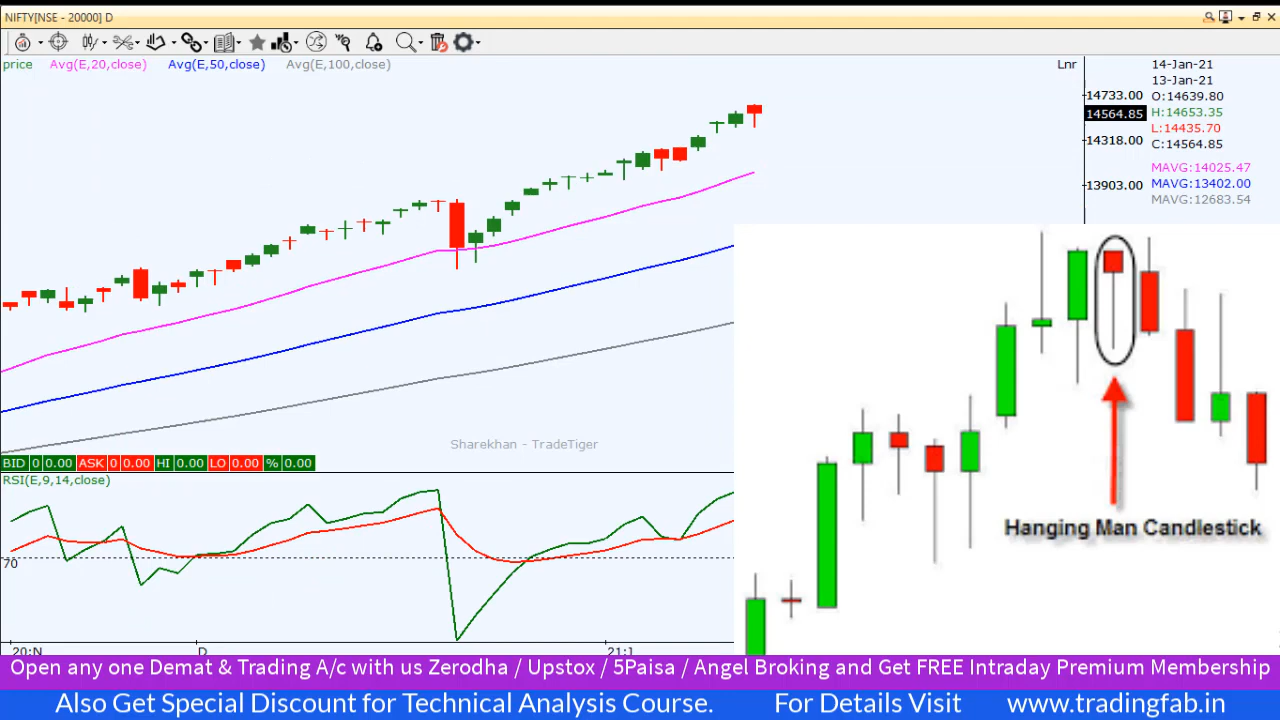 NIFTY[NSE - 20000] D
price Avg(E,20,close) Avg(E,50,close) Avg(E,100,close)
Lnr
14-Jan-21
13-Jan-21
14733.00
O:14639.80
14564.85
H:14653.35
L:14435.70
14318.00
C:14564.85
MAVG:14025.47
13903.00
MAVG:13402.00
MAVG:12683.54
Sharekhan - TradeTiger
BID 0 0.00 ASK 0 0.00 HI 0.00 LO 0.00 % 0.00
RSI(E,9,14,close)
Hanging Man Candlestick
70
20:N D 21:J
Open any one Demat & Trading A/c with us Zerodha / Upstox / 5Paisa / Angel Broking and Get FREE Intraday Premium Membership
Also Get Special Discount for Technical Analysis Course. For Details Visit www.tradingfab.in